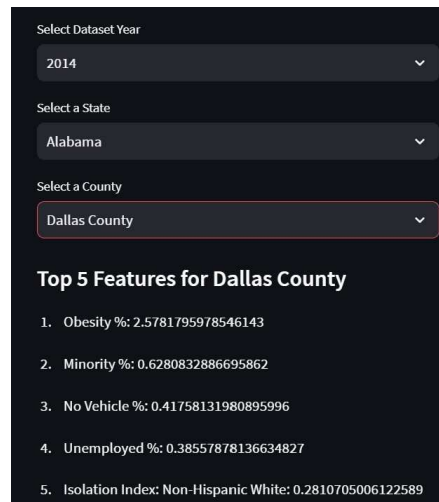 Select Dataset Year
2014
Select a State
Alabama
Select a County
Dallas County
Top 5 Features for Dallas County
1. Obesity %: 2.5781795978546143
2. Minority %: 0.6280832886695862
3. No Vehicle %: 0.41758131980895996
4. Unemployed %: 0.38557878136634827
5. Isolation Index: Non-Hispanic White: 0.2810705006122589